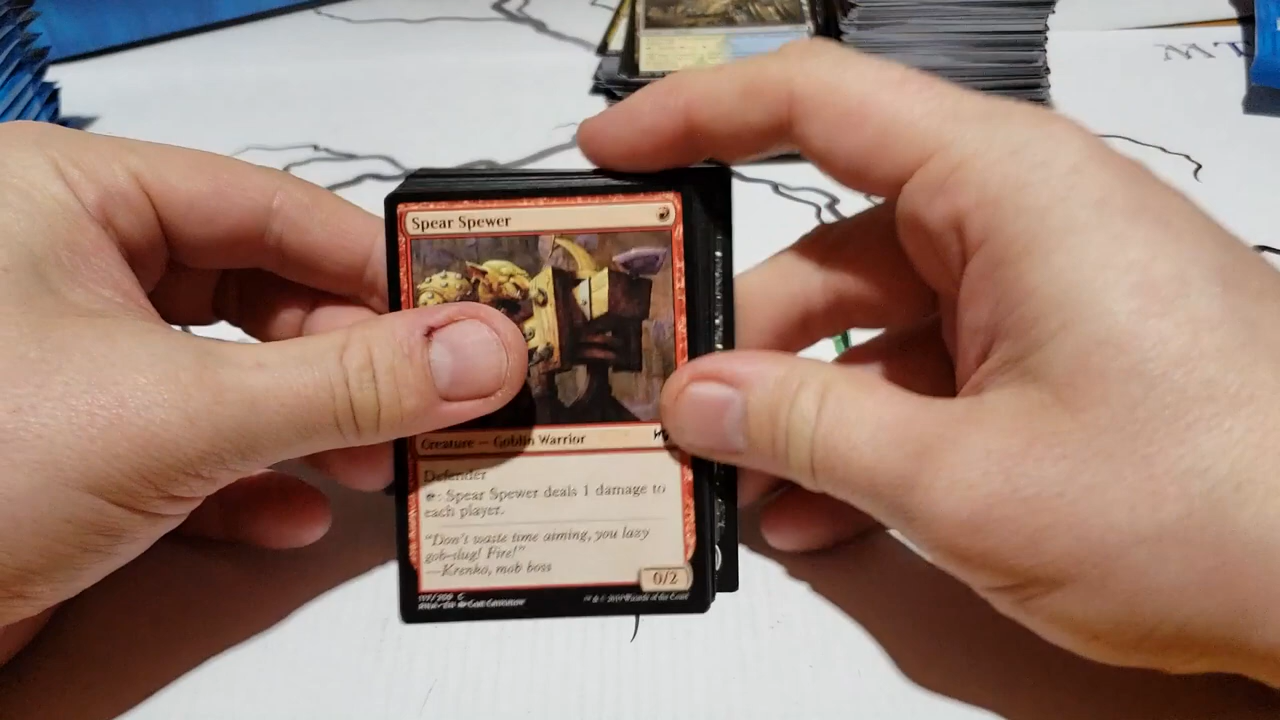 Spear Spewer
Creature — Goblin Warrior
Defender
: Spear Spewer deals 1 damage to
each player.
"Don't waste time aiming, you lazy
gob-slug! Fire!"
—Krenko, mob boss
0/2